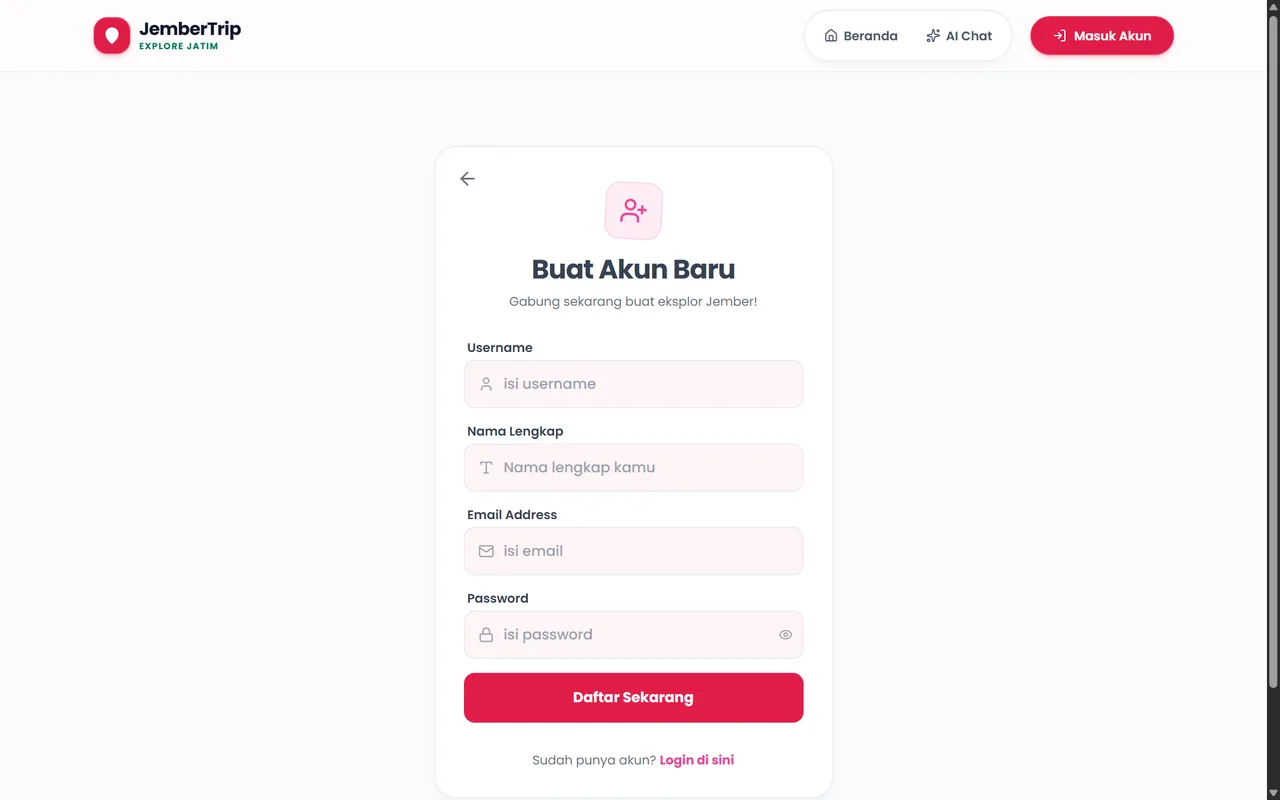 JemberTrip
EXPLORE JATIM
Beranda
AI Chat
Masuk Akun
Buat Akun Baru
Gabung sekarang buat eksplor Jember!
Username
isi username
Nama Lengkap
Nama lengkap kamu
Email Address
isi email
Password
isi password
Daftar Sekarang
Sudah punya akun? Login di sini